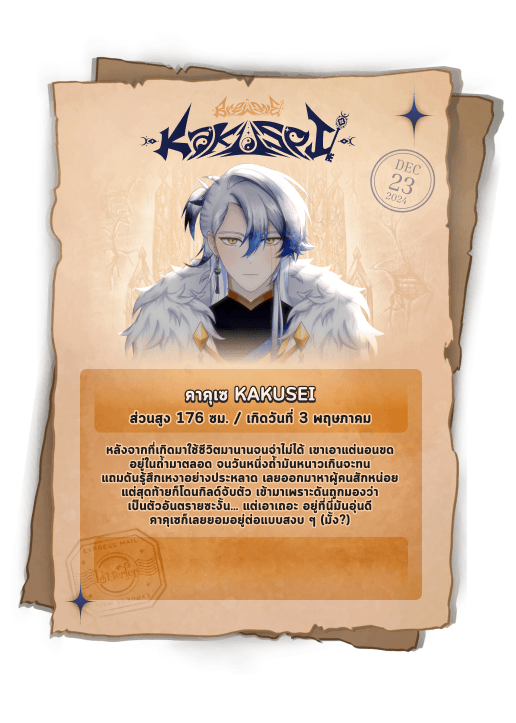 KAKUSEI
DEC
23
2024
คาคุเซ KAKUSEI
ส่วนสูง 176 ซม. / เกิดวันที่ 3 พฤษภาคม
หลังจากที่เกิดมาใช้ชีวิตมานานจนจำไม่ได้ เขาเอาแต่นอนขด
อยู่ในถ้ำมาตลอด จนวันหนึ่งถ้ำมันหนาวเกินจะทน
แถมดันรู้สึกเหงาอย่างประหลาด เลยออกมาหาผู้คนสักหน่อย
แต่สุดท้ายก็โดนกิลด์จับตัว เข้ามาเพราะดันถูกมองว่า
เป็นตัวอันตรายซะงั้น... แต่เอาเถอะ อยู่ที่นี่มันอุ่นดี
คาคุเซก็เลยยอมอยู่ต่อแบบสงบ ๆ (มั้ง?)
EXPRESS MAIL